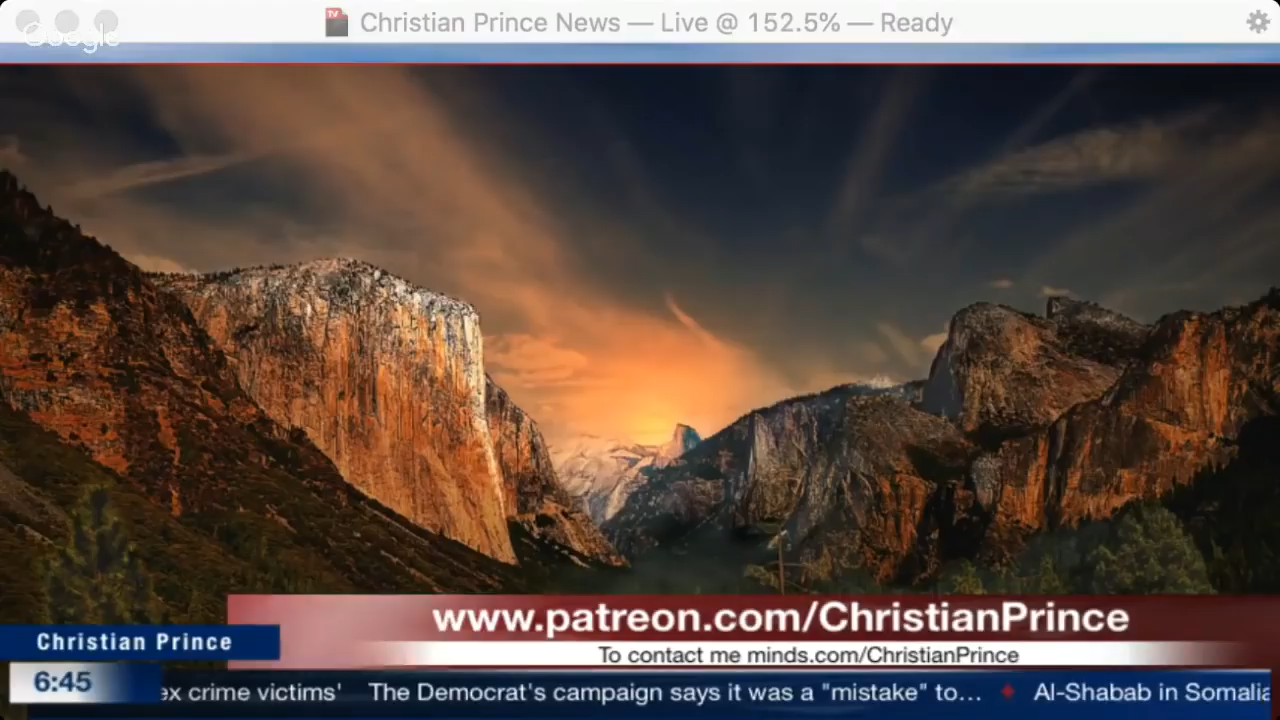 Christian Prince News — Live @ 152.5% — Ready
Google
www.patreon.com/ChristianPrince
Christian Prince
To contact me minds.com/ChristianPrince
6:45
ex crime victims' The Democrat's campaign says it was a "mistake" to... Al-Shabab in Somalia